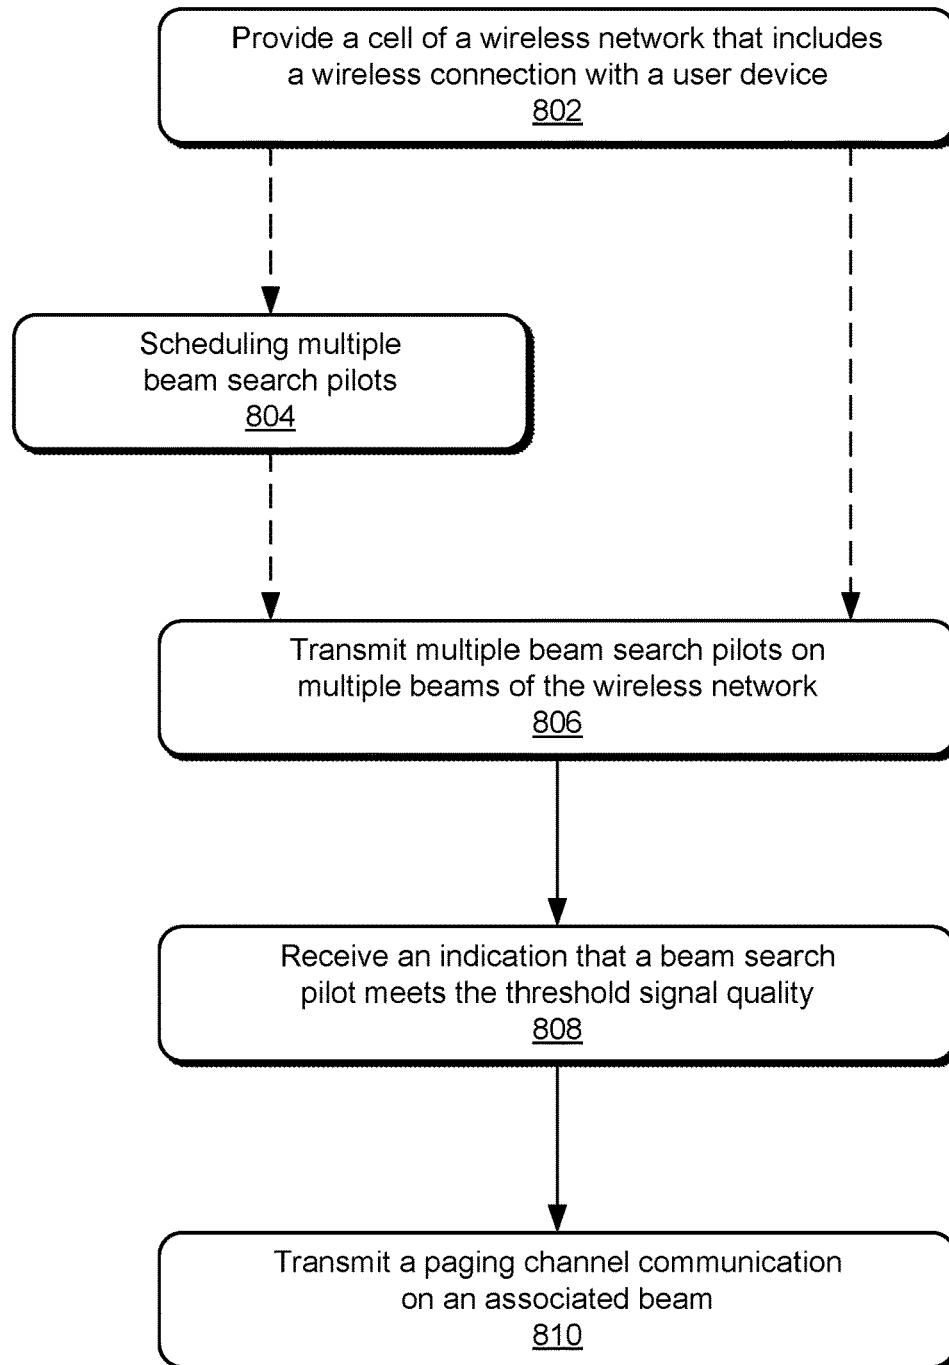 Provide a cell of a wireless network that includes
a wireless connection with a user device
802
Scheduling multiple
beam search pilots
804
Transmit multiple beam search pilots on
multiple beams of the wireless network
806
Receive an indication that a beam search
pilot meets the threshold signal quality
808
Transmit a paging channel communication
on an associated beam
810